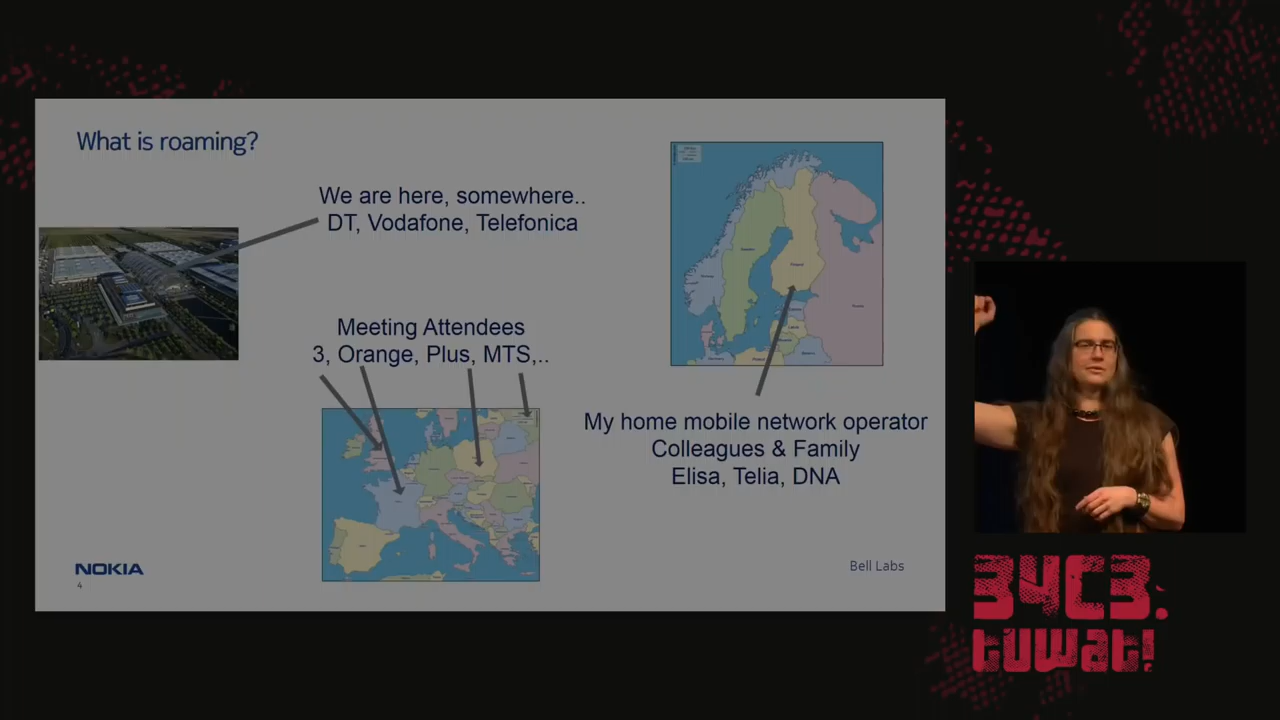 What is roaming?
We are here, somewhere..
DT, Vodafone, Telefonica
Meeting Attendees
3, Orange, Plus, MTS,..
My home mobile network operator
Colleagues & Family
Elisa, Telia, DNA
NOKIA
4
Bell Labs
34C3.
tuwat!